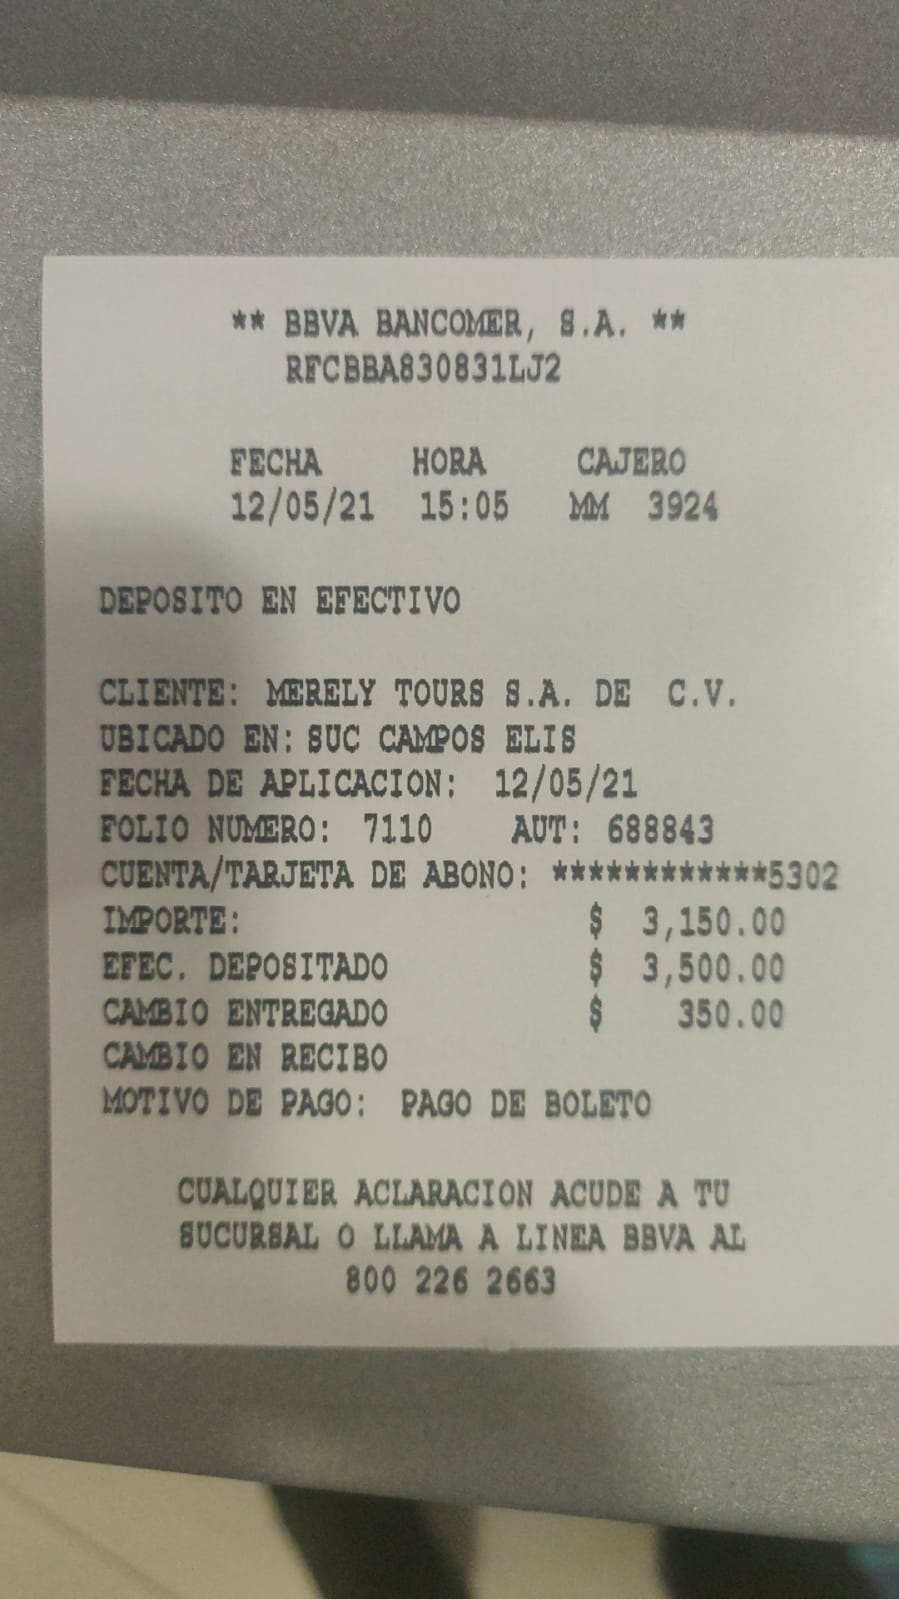 ** BBVA BANCOMER, S.A. **
RFCBBA830831LJ2
FECHA HORA CAJERO
12/05/21 15:05 MM 3924
DEPOSITO EN EFECTIVO
CLIENTE: MERELY TOURS S.A. DE C.V.
UBICADO EN: SUC CAMPOS ELIS
FECHA DE APLICACION: 12/05/21
FOLIO NUMERO: 7110 AUT: 688843
CUENTA/TARJETA DE ABONO: ************5302
IMPORTE: $ 3,150.00
EFEC. DEPOSITADO $ 3,500.00
CAMBIO ENTREGADO $ 350.00
CAMBIO EN RECIBO
MOTIVO DE PAGO: PAGO DE BOLETO
CUALQUIER ACLARACION ACUDE A TU
SUCURSAL O LLAMA A LINEA BBVA AL
800 226 2663